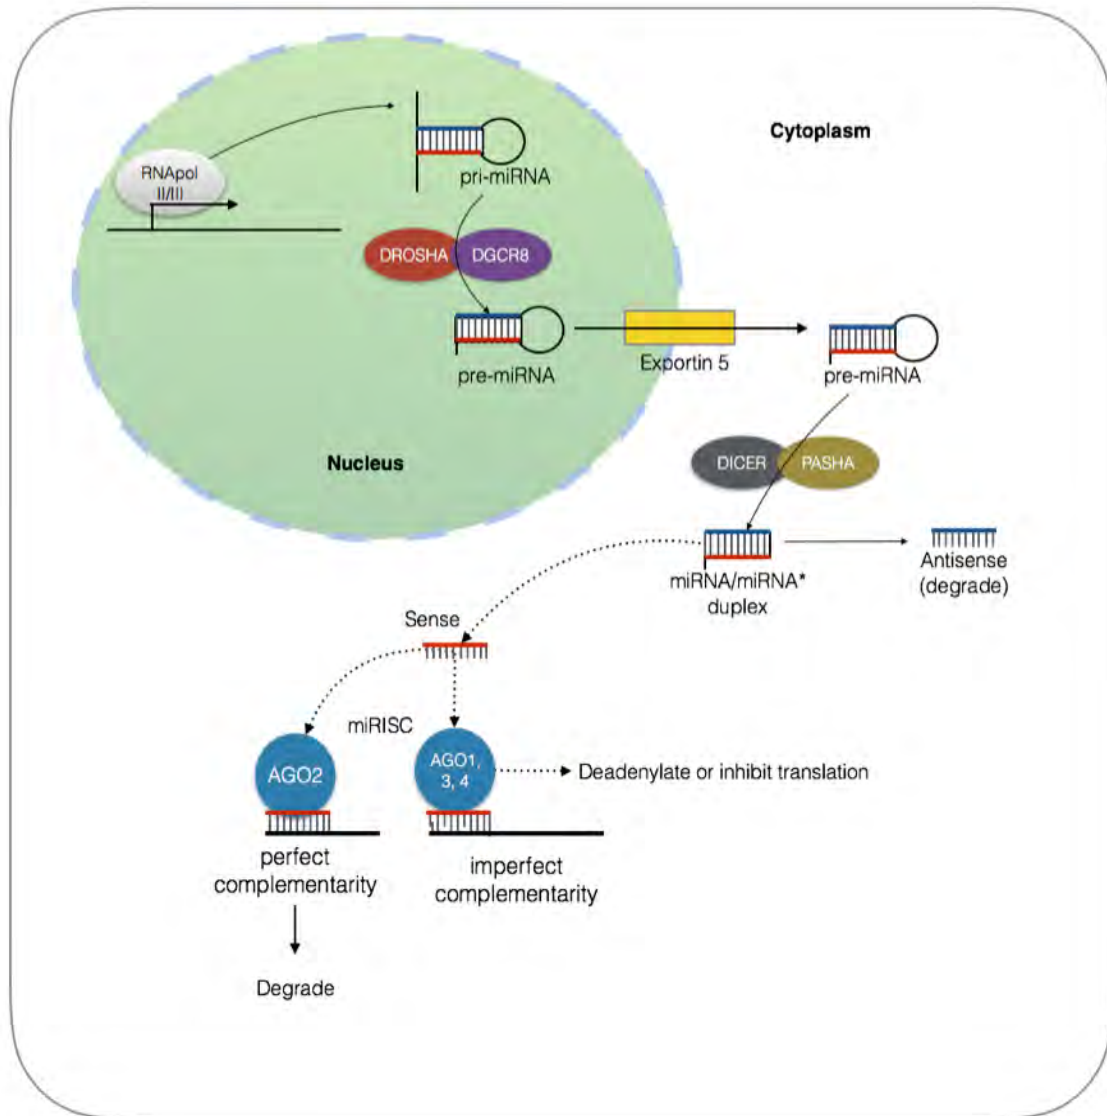 Cytoplasm
RNApol
II/III
pri-miRNA
DROSHA
DGCR8
pre-miRNA
Exportin 5
pre-miRNA
Nucleus
DICER
PASHA
miRNA/miRNA*
duplex
Antisense
(degrade)
Sense
miRISC
AGO2
AGO1,
3, 4
Deadenylate or inhibit translation
perfect
complementarity
imperfect
complementarity
Degrade